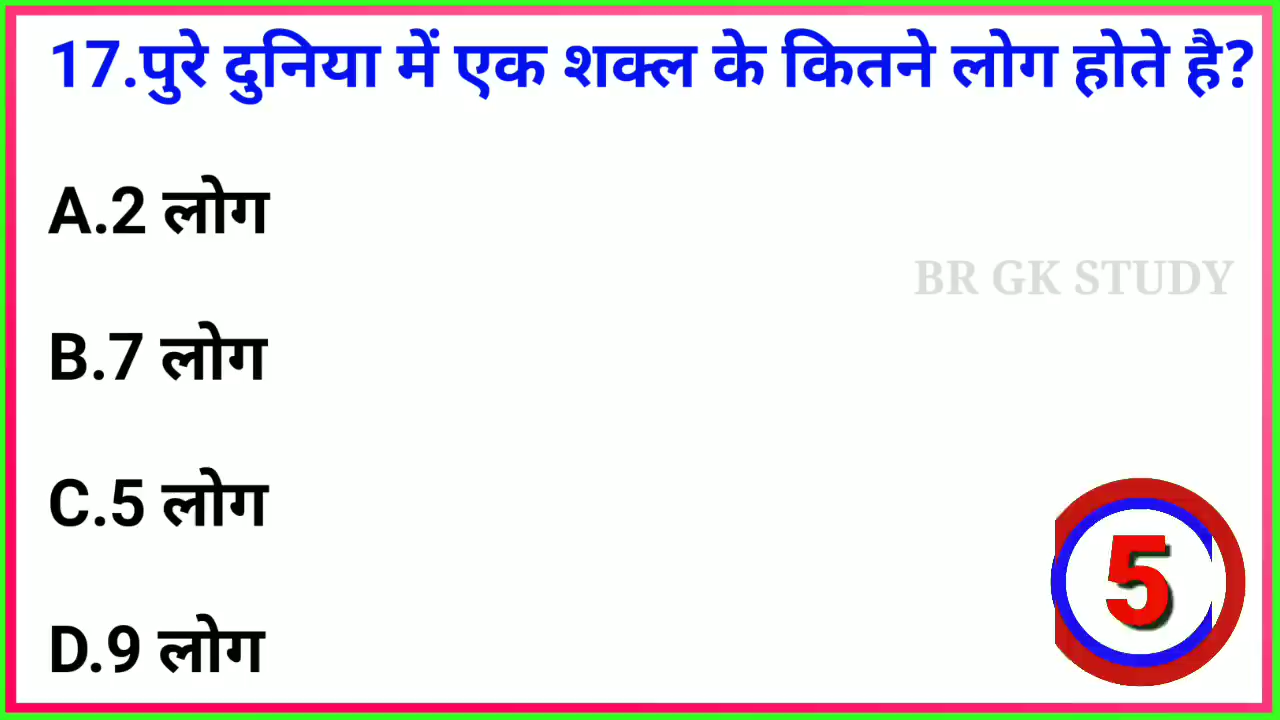 17.पुरे दुनिया में एक शक्ल के कितने लोग होते है?
A.2 लोग
BR GK STUDY
B.7 लोग
C.5 लोग
5
D.9 लोग